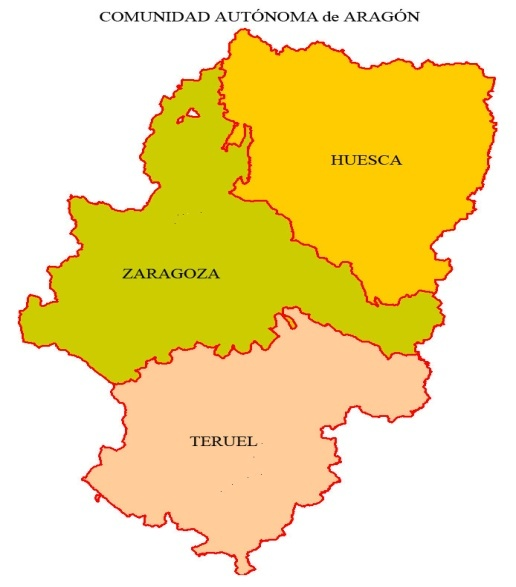 COMUNIDAD AUTÓNOMA de ARAGÓN
HUESCA
ZARAGOZA
TERUEL